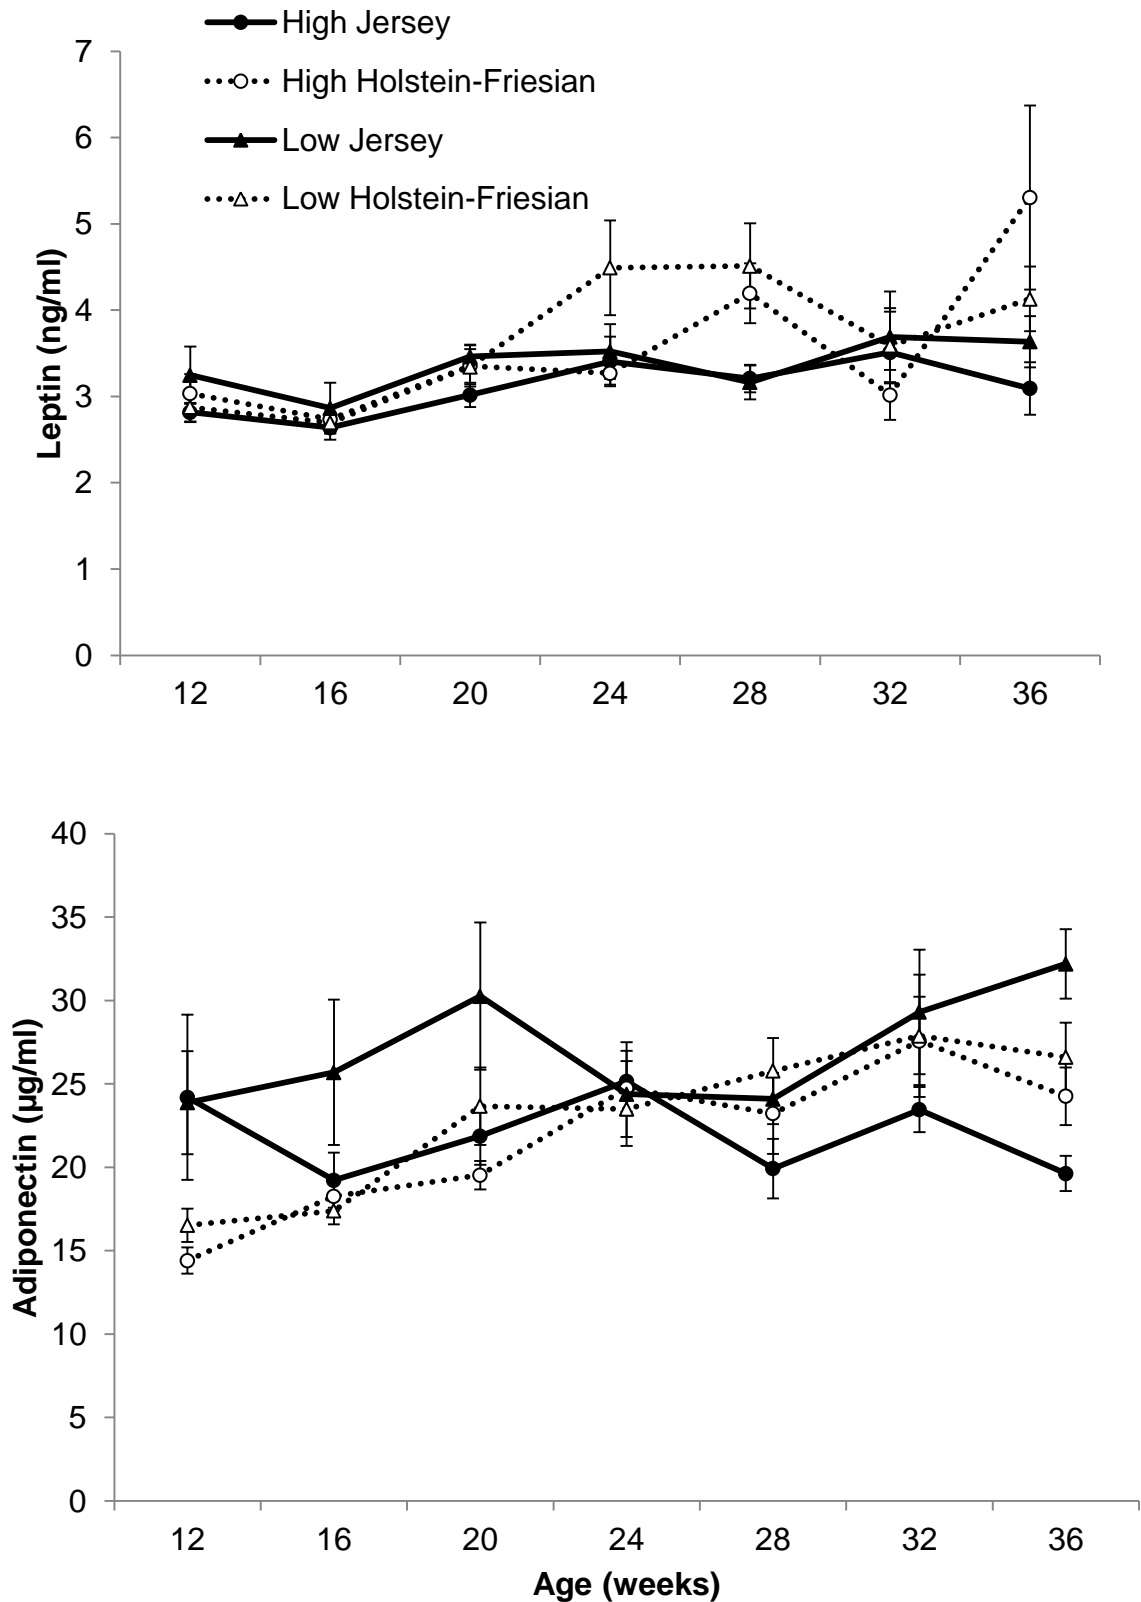 High Jersey
High Holstein-Friesian
Low Jersey
Low Holstein-Friesian
Leptin (ng/ml)
7
6
5
4
3
2
1
0
12 16 20 24 28 32 36
Adiponectin (µg/ml)
40
35
30
25
20
15
10
5
0
12 16 20 24 28 32 36
Age (weeks)